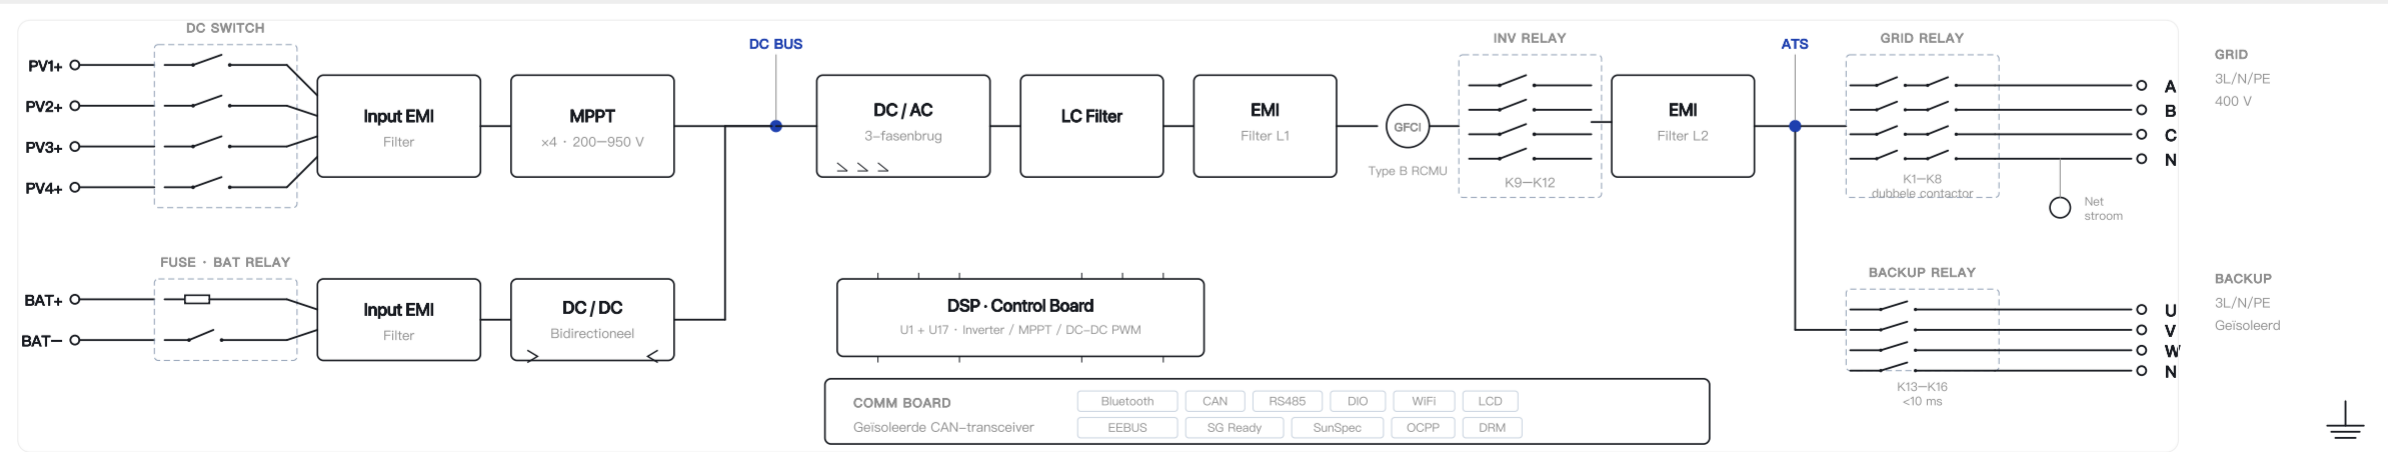 DC SWITCH
PV1+
PV2+
PV3+
PV4+
Input EMI
Filter
MPPT
×4 · 200–950 V
DC BUS
DC / AC
3-fasenbrug
LC Filter
EMI
Filter L1
GFCI
Type B RCMU
INV RELAY
K9–K12
EMI
Filter L2
ATS
GRID RELAY
K1–K8
dubbele contactor
A
B
C
N
Net
stroom
GRID
3L/N/PE
400 V
FUSE · BAT RELAY
BAT+
BAT–
Input EMI
Filter
DC / DC
Bidirectioneel
DSP · Control Board
U1 + U17 · Inverter / MPPT / DC-DC PWM
COMM BOARD
Geïsoleerde CAN-transceiver
Bluetooth
CAN
RS485
DIO
WiFi
LCD
EEBUS
SG Ready
SunSpec
OCPP
DRM
BACKUP RELAY
K13–K16
<10 ms
U
V
W
N
BACKUP
3L/N/PE
Geïsoleerd